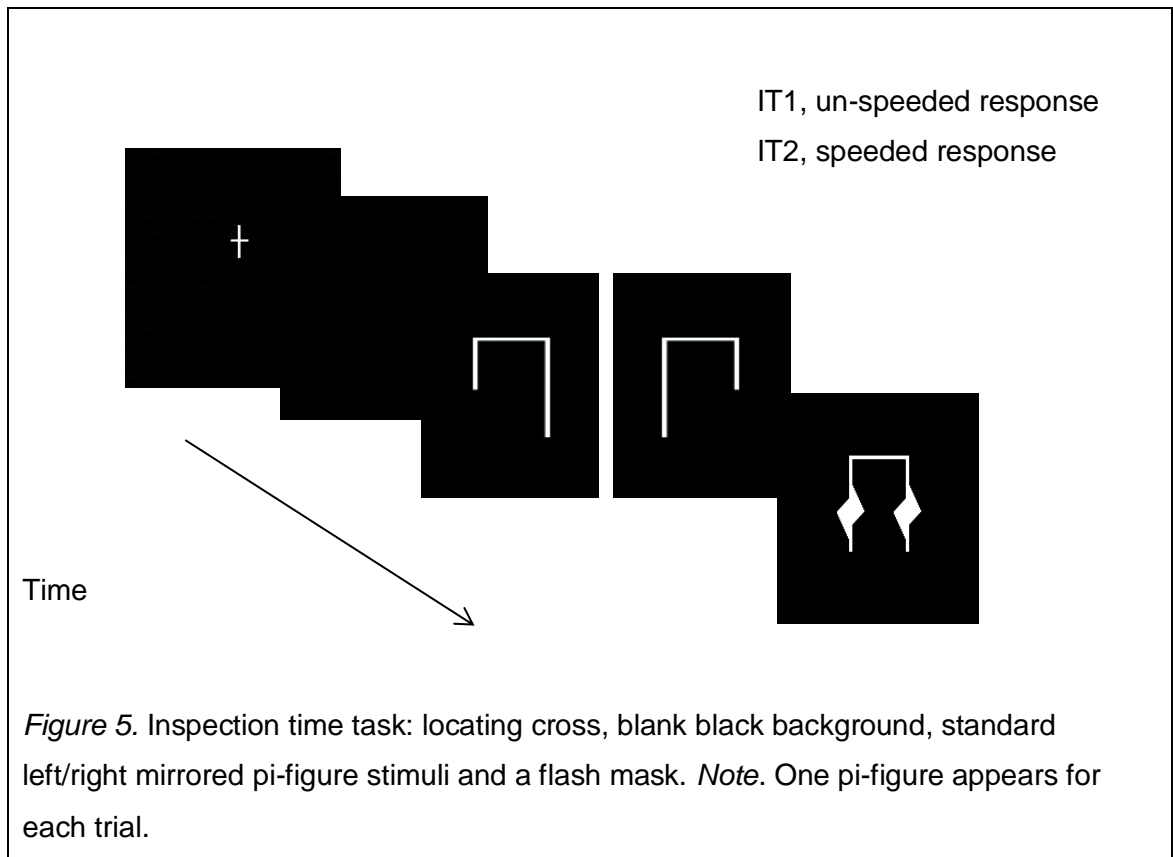 IT1, un-speeded response
IT2, speeded response
Time
Figure 5. Inspection time task: locating cross, blank black background, standard
left/right mirrored pi-figure stimuli and a flash mask. Note. One pi-figure appears for
each trial.